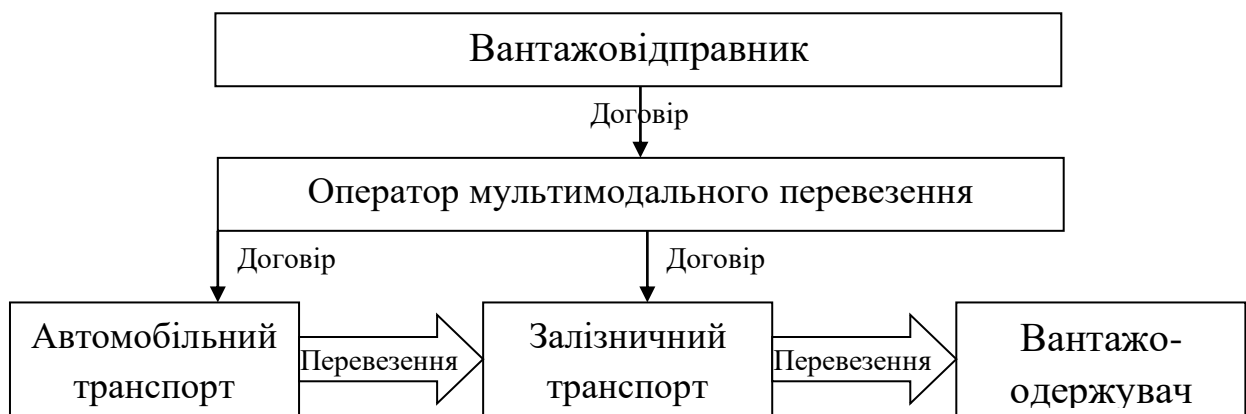 Вантажовідправник
Договір
Оператор мультимодального перевезення
Договір
Договір
Автомобільний
транспорт
Перевезення
Залізничний
транспорт
Перевезення
Вантажо-
одержувач